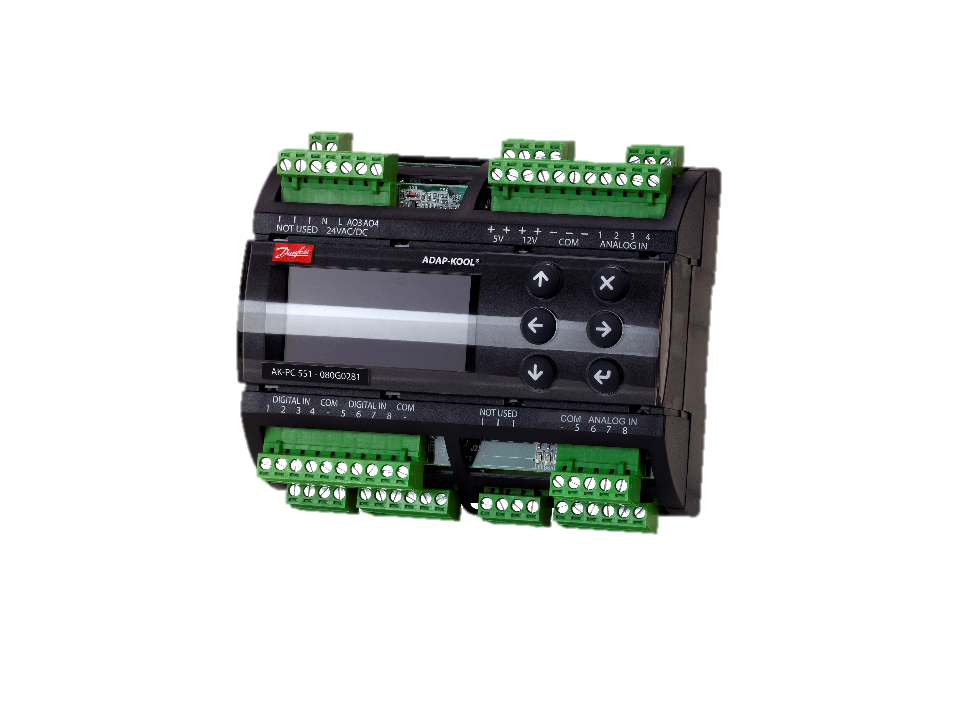 I I I N L AO3 AO4
NOT USED 24VAC/DC
+ + + + - - - 1 2 3 4
5V 12V COM ANALOG IN
Danfoss
ADAP-KOOL®
AK-PC 551 - 080G0281
DIGITAL IN COM DIGITAL IN COM
1 2 3 4 - 5 6 7 8 -
NOT USED
I I I
COM ANALOG IN
- 5 6 7 8